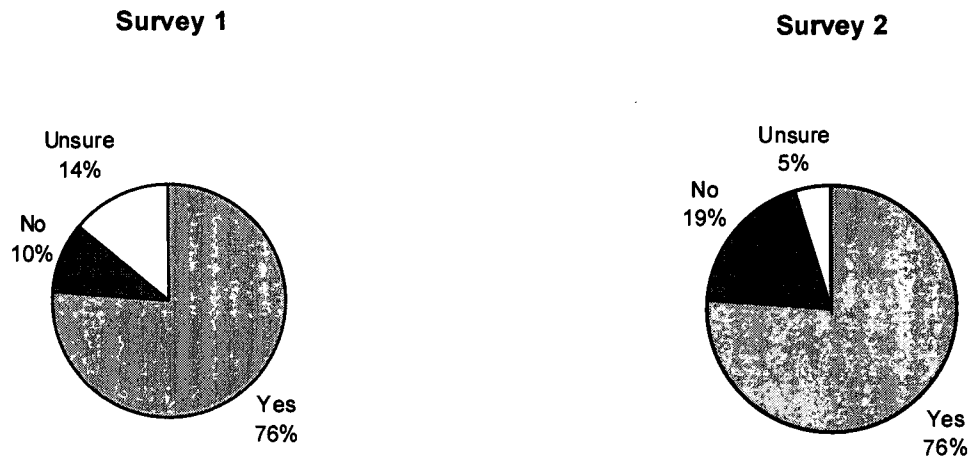 Survey 1
Unsure
14%
No
10%
Yes
76%
Survey 2
Unsure
5%
No
19%
Yes
76%